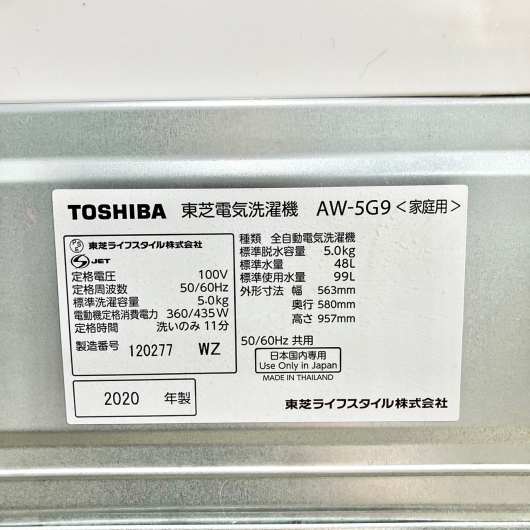 TOSHIBA 東芝電気洗濯機 AW-5G9<家庭用>
PSE 東芝ライフスタイル株式会社
S JET
定格電圧 100V
定格周波数 50/60Hz
標準洗濯容量 5.0kg
電動機定格消費電力 360/435W
定格時間 洗いのみ 11分
製造番号 120277 WZ
2020 年製
種類 全自動電気洗濯機
標準脱水容量 5.0kg
標準水量 48L
標準使用水量 99L
外形寸法 幅 563mm
奥行 580mm
高さ 957mm
50/60Hz 共用
日本国内専用
Use Only in Japan
MADE IN THAILAND
東芝ライフスタイル株式会社